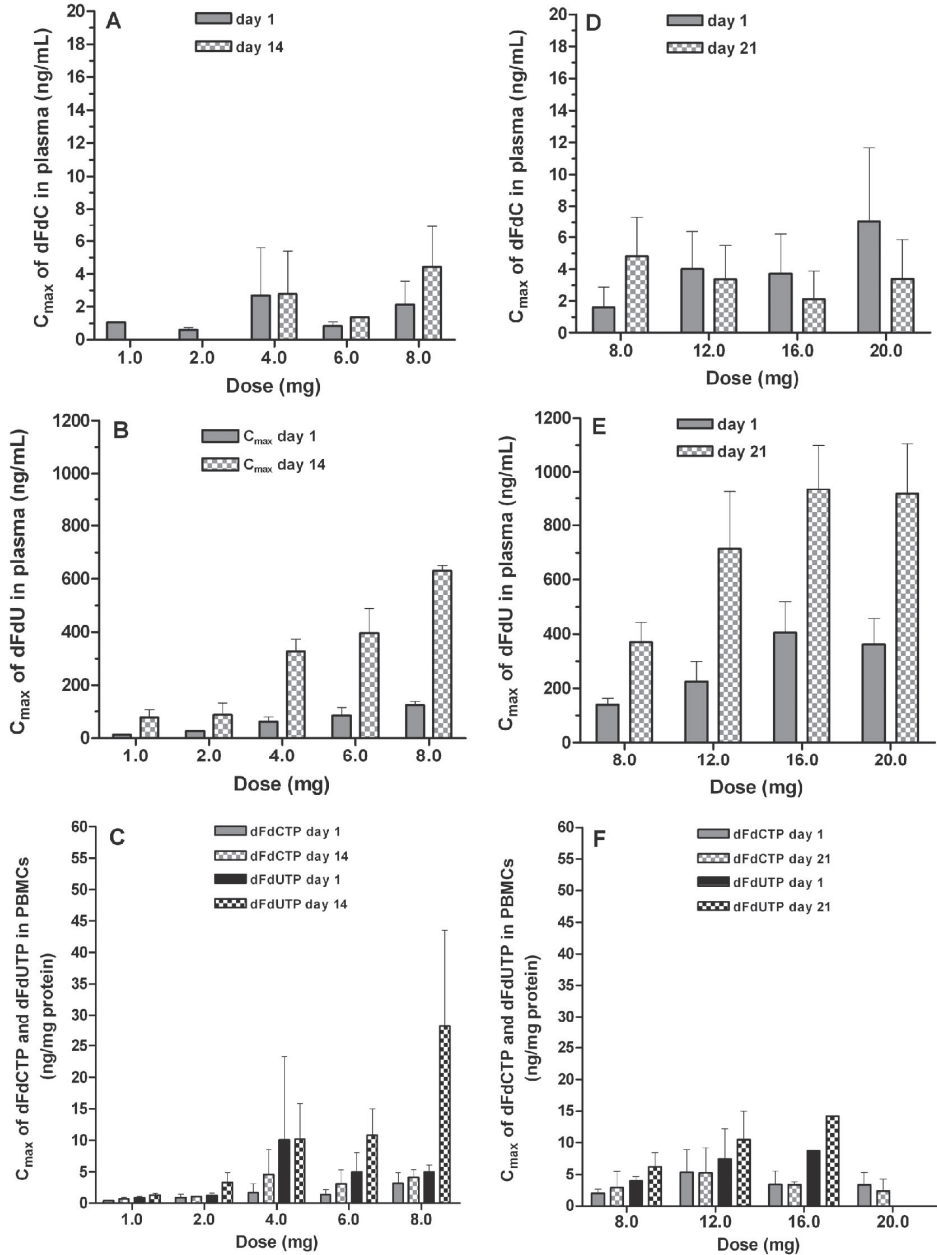 A
day 1
day 14
20
18
16
14
12
10
8
6
4
2
0
Cmax of dFdC in plasma (ng/mL)
1.0 2.0 4.0 6.0 8.0
Dose (mg)
D
day 1
day 21
20
18
16
14
12
10
8
6
4
2
0
Cmax of dFdC in plasma (ng/mL)
8.0 12.0 16.0 20.0
Dose (mg)
B
Cmax day 1
Cmax day 14
1200
1000
800
600
400
200
0
Cmax of dFdU in plasma (ng/mL)
1.0 2.0 4.0 6.0 8.0
Dose (mg)
E
day 1
day 21
1200
1000
800
600
400
200
0
Cmax of dFdU in plasma (ng/mL)
8.0 12.0 16.0 20.0
Dose (mg)
C
dFdCTP day 1
dFdCTP day 14
dFdUTP day 1
dFdUTP day 14
60
55
50
45
40
35
30
25
20
15
10
5
0
Cmax of dFdCTP and dFdUTP in PBMCs
(ng/mg protein)
1.0 2.0 4.0 6.0 8.0
Dose (mg)
F
dFdCTP day 1
dFdCTP day 21
dFdUTP day 1
dFdUTP day 21
60
55
50
45
40
35
30
25
20
15
10
5
0
Cmax of dFdCTP and dFdUTP in PBMCs
(ng/mg protein)
8.0 12.0 16.0 20.0
Dose (mg)